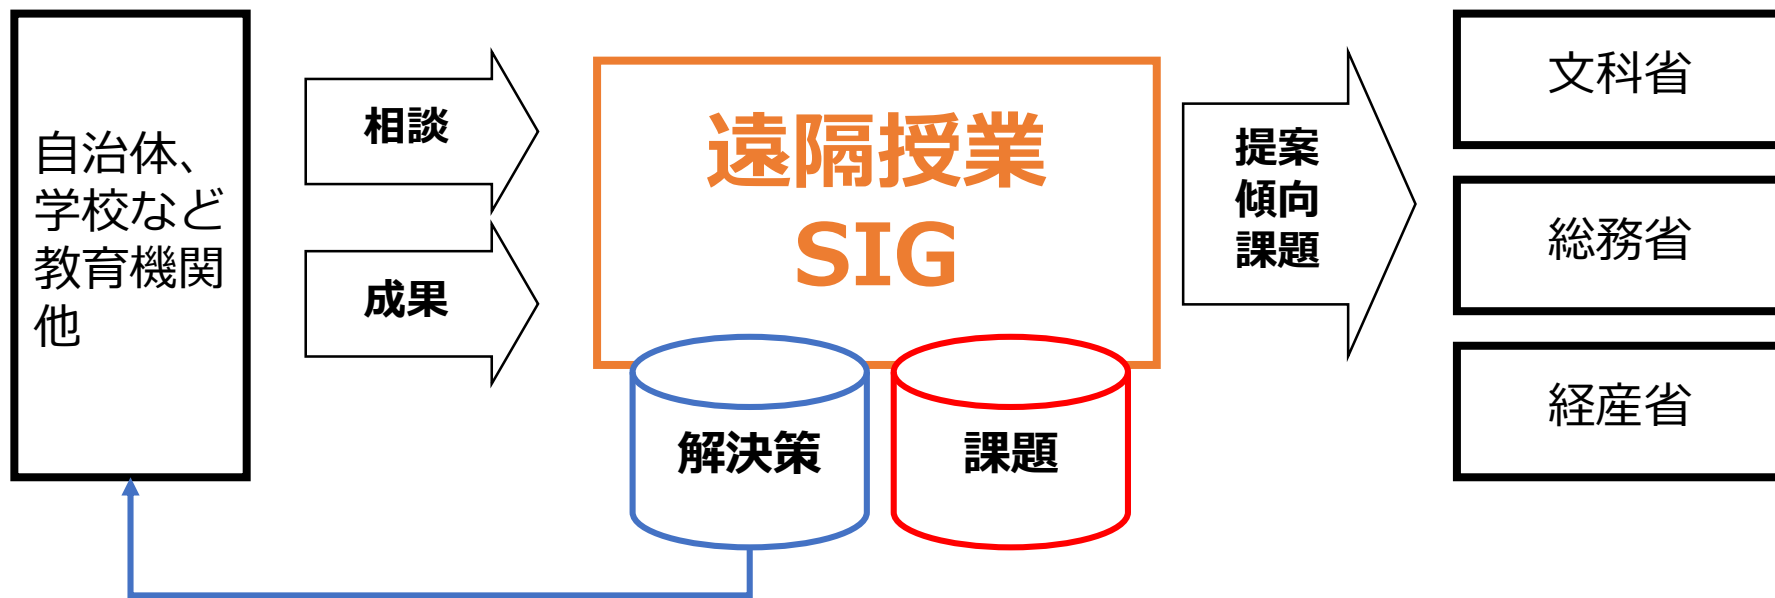 自治体、
学校など
教育機関
他
相談
成果
遠隔授業
SIG
解決策
課題
提案
傾向
課題
文科省
総務省
経産省